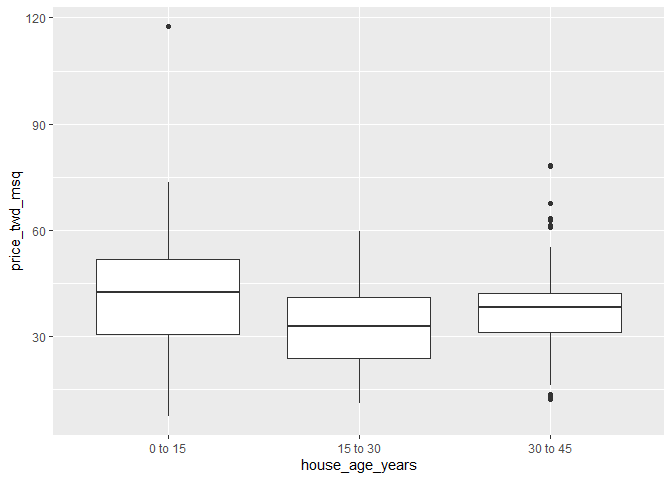 120
90
60
30
price_twd_msq
0 to 15
15 to 30
30 to 45
house_age_years